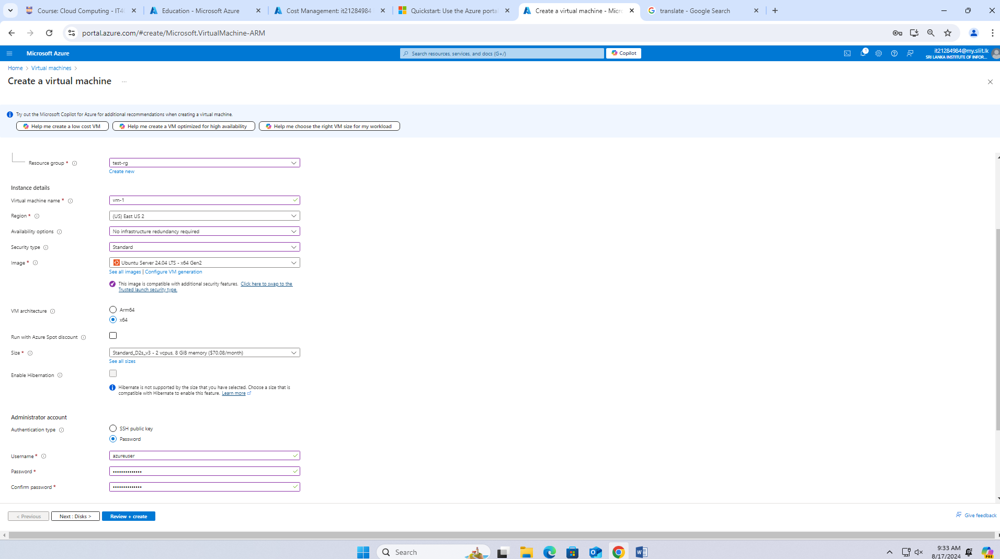 Course: Cloud Computing - IT4
Education - Microsoft Azure
Cost Management: it21284984
Quickstart: Use the Azure porta
Create a virtual machine - Micro
translate - Google Search
portal.azure.com/#create/Microsoft.VirtualMachine-ARM
Microsoft Azure
Search resources, services, and docs (G+/)
Copilot
1
it21284984@my.sliit.lk
SRI LANKA INSTITUTE OF INFOR...
Home > Virtual machines >
Create a virtual machine ...
Try out the Microsoft Copilot for Azure for additional recommendations when creating a virtual machine.
Help me create a low cost VM
Help me create a VM optimized for high availability
Help me choose the right VM size for my workload
Resource group *
test-rg
Create new
Instance details
Virtual machine name *
vm-1
Region *
(US) East US 2
Availability options
No infrastructure redundancy required
Security type
Standard
Image *
Ubuntu Server 24.04 LTS - x64 Gen2
See all images | Configure VM generation
This image is compatible with additional security features. Click here to swap to the
Trusted launch security type.
VM architecture
Arm64
x64
Run with Azure Spot discount
Size *
Standard_D2s_v3 - 2 vcpus, 8 GiB memory ($70.08/month)
See all sizes
Enable Hibernation
Hibernate is not supported by the size that you have selected. Choose a size that is
compatible with Hibernate to enable this feature. Learn more
Administrator account
Authentication type
SSH public key
Password
Username *
azureuser
Password *
••••••••••••••
Confirm password *
••••••••••••••
< Previous
Next : Disks >
Review + create
Give feedback
Search
9:33 AM
8/17/2024
PRE